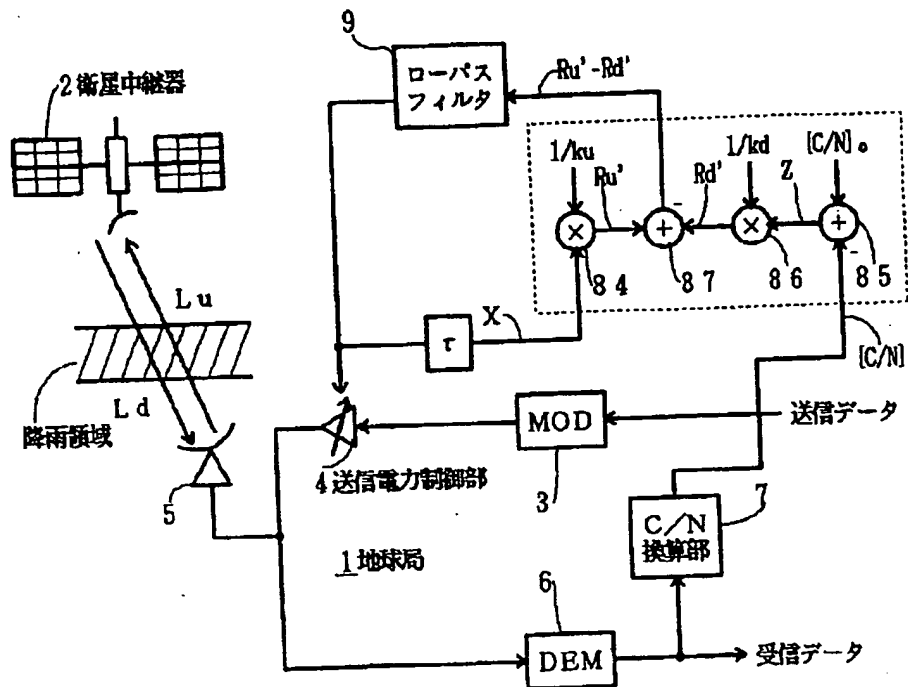 9
ローパス
フィルタ
Ru'-Rd'
2衛星中継器
1/ku
Ru'
Rd'
1/kd
Z
[C/N]。
×
+
×
+
-
-
84
87
86
85
Lu
Ld
降雨領域
τ
X
[C/N]
MOD
3
送信データ
4送信電力制御部
5
1地球局
C/N
換算部
7
6
DEM
受信データ